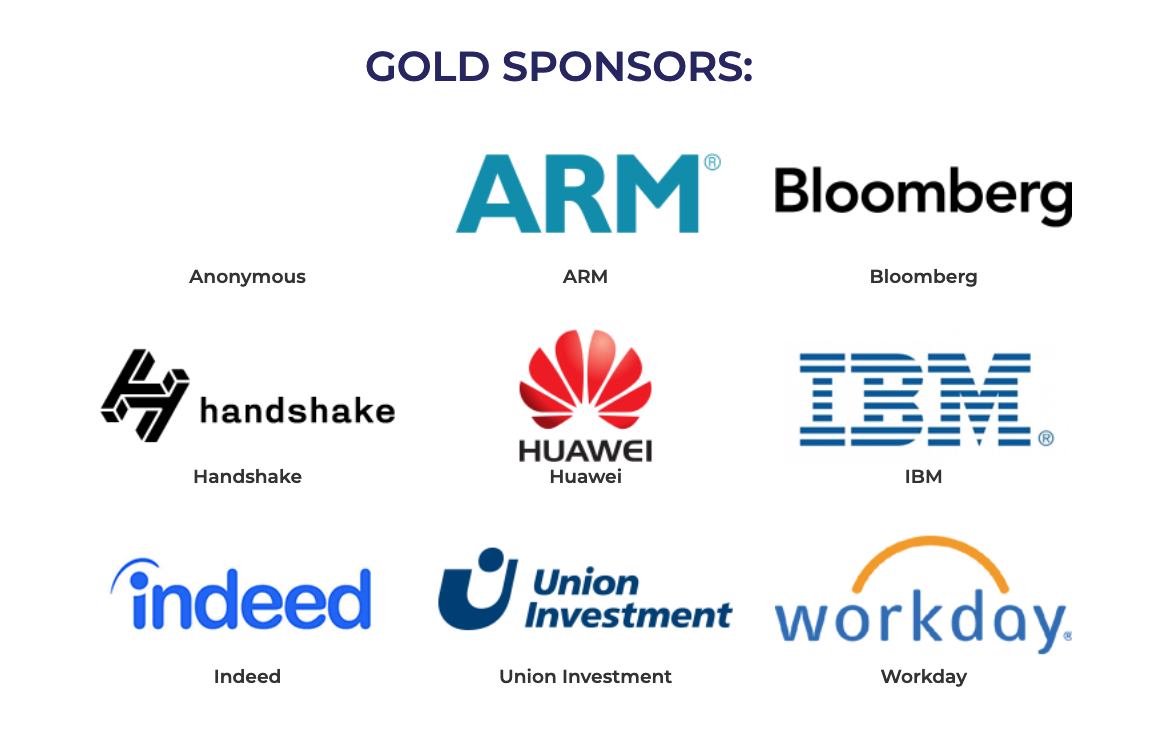 GOLD SPONSORS:
ARM®
Bloomberg
Anonymous
ARM
Bloomberg
handshake
HUAWEI
IBM®
Handshake
Huawei
IBM
indeed
Union
Investment
workday®
Indeed
Union Investment
Workday